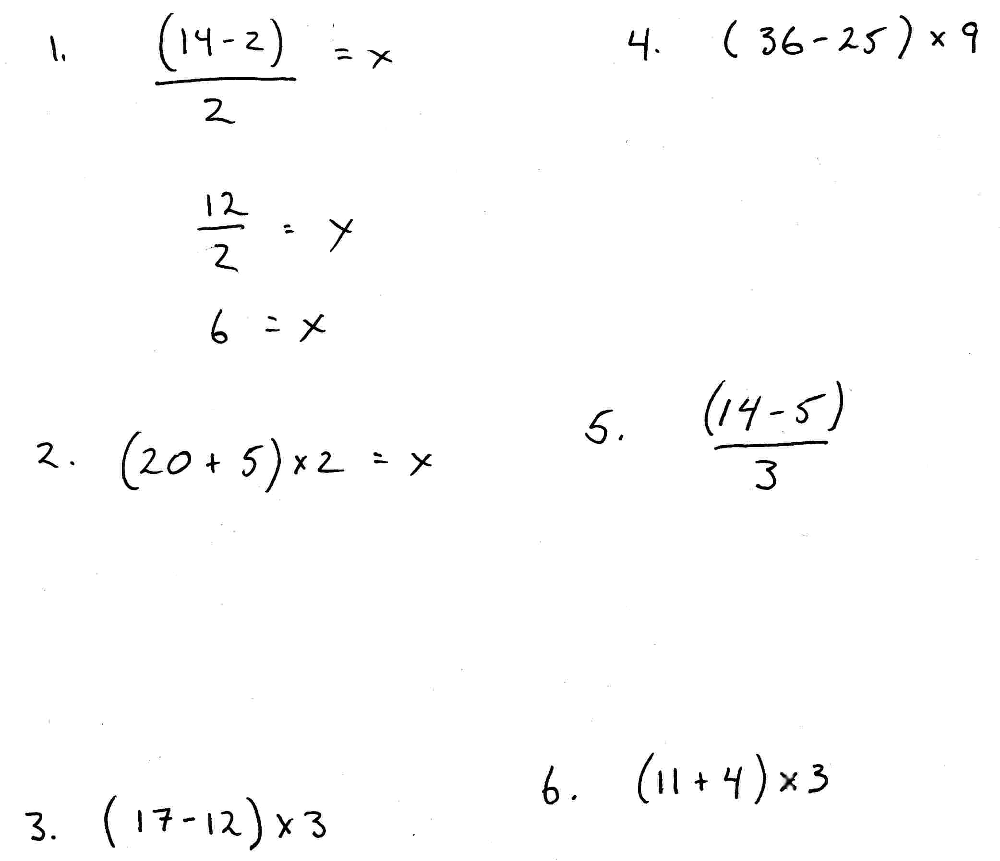 1. (14-2)/2 = x
12/2 = x
6 = x
2. (20+5)×2 = x
3. (17-12)×3
4. (36-25)×9
5. (14-5)/3
6. (11+4)×3